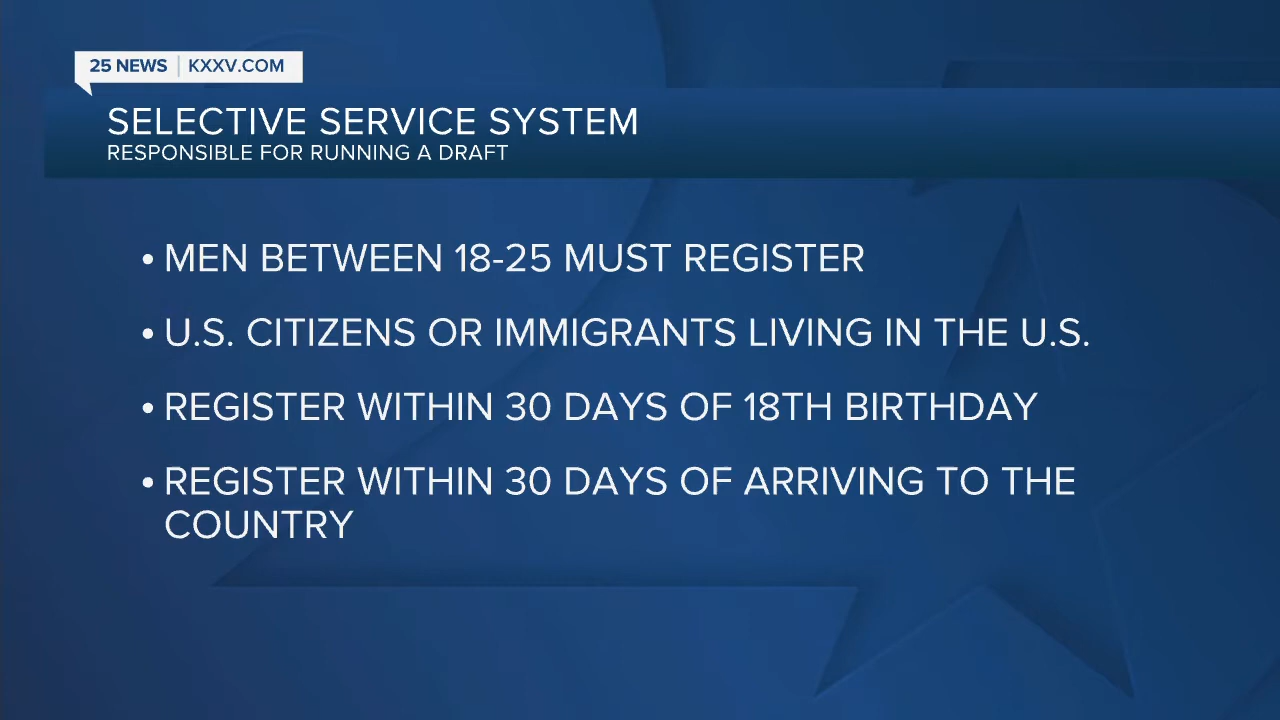 25 NEWS | KXXV.COM
SELECTIVE SERVICE SYSTEM
RESPONSIBLE FOR RUNNING A DRAFT
• MEN BETWEEN 18-25 MUST REGISTER
• U.S. CITIZENS OR IMMIGRANTS LIVING IN THE U.S.
• REGISTER WITHIN 30 DAYS OF 18TH BIRTHDAY
• REGISTER WITHIN 30 DAYS OF ARRIVING TO THE
COUNTRY